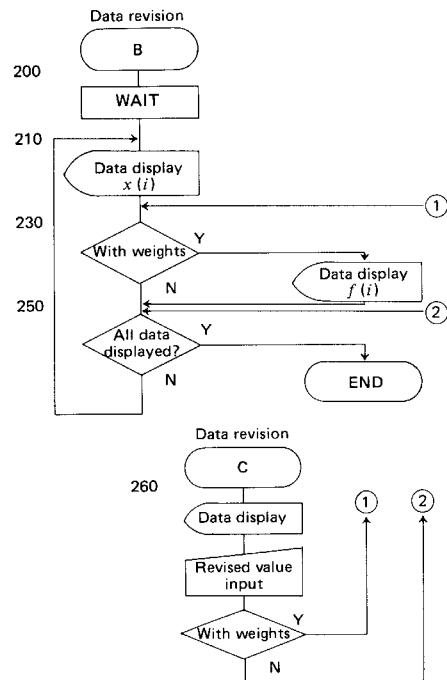 Data revision
B
200
WAIT
210
Data display
x (i)
①
230
With weights
Y
N
Data display
f (i)
②
250
All data
displayed?
Y
N
END
Data revision
C
260
①
②
Data display
Revised value
input
With weights
Y
N